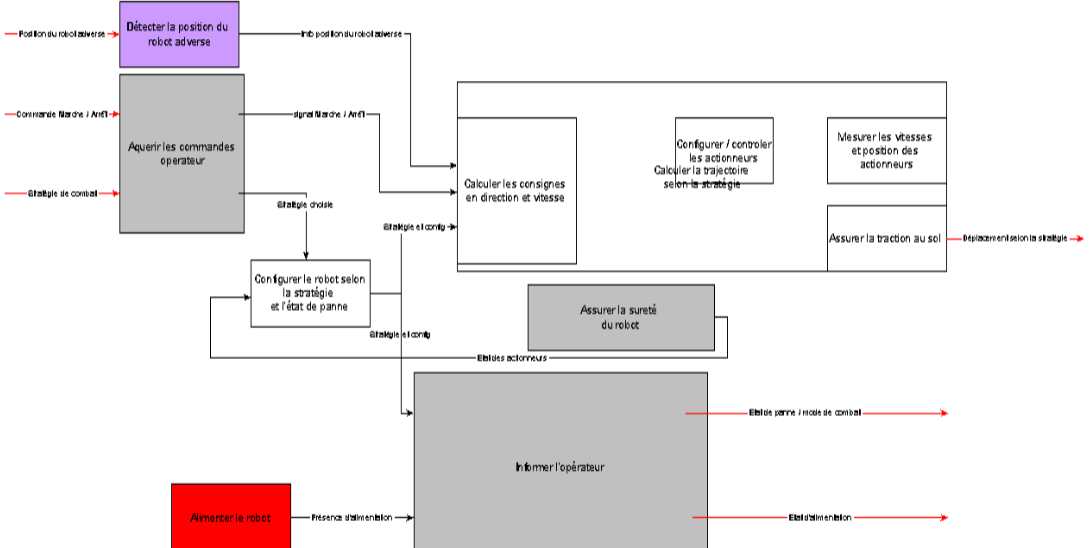 Détecter la position du
robot adverse
Position du robot adverse
Info position du robot adverse
Commande Marche / Arrêt
signal Marche / Arrêt
Aquerir les commandes
operateur
Stratégie de combat
Stratégie choisie
Calculer les consignes
en direction et vitesse
Configurer / controler
les actionneurs
Calculer la trajectoire
selon la stratégie
Mesurer les vitesses
et position des
actionneurs
Stratégie et config
Assurer la traction au sol
Déplacement selon la stratégie
Configurer le robot selon
la stratégie
et l'état de panne
Assurer la sureté
du robot
Stratégie et config
Etat des actionneurs
Etat de panne / mode de combat
Informer l'opérateur
Alimenter le robot
Présence d'alimentation
Etat d'alimentation